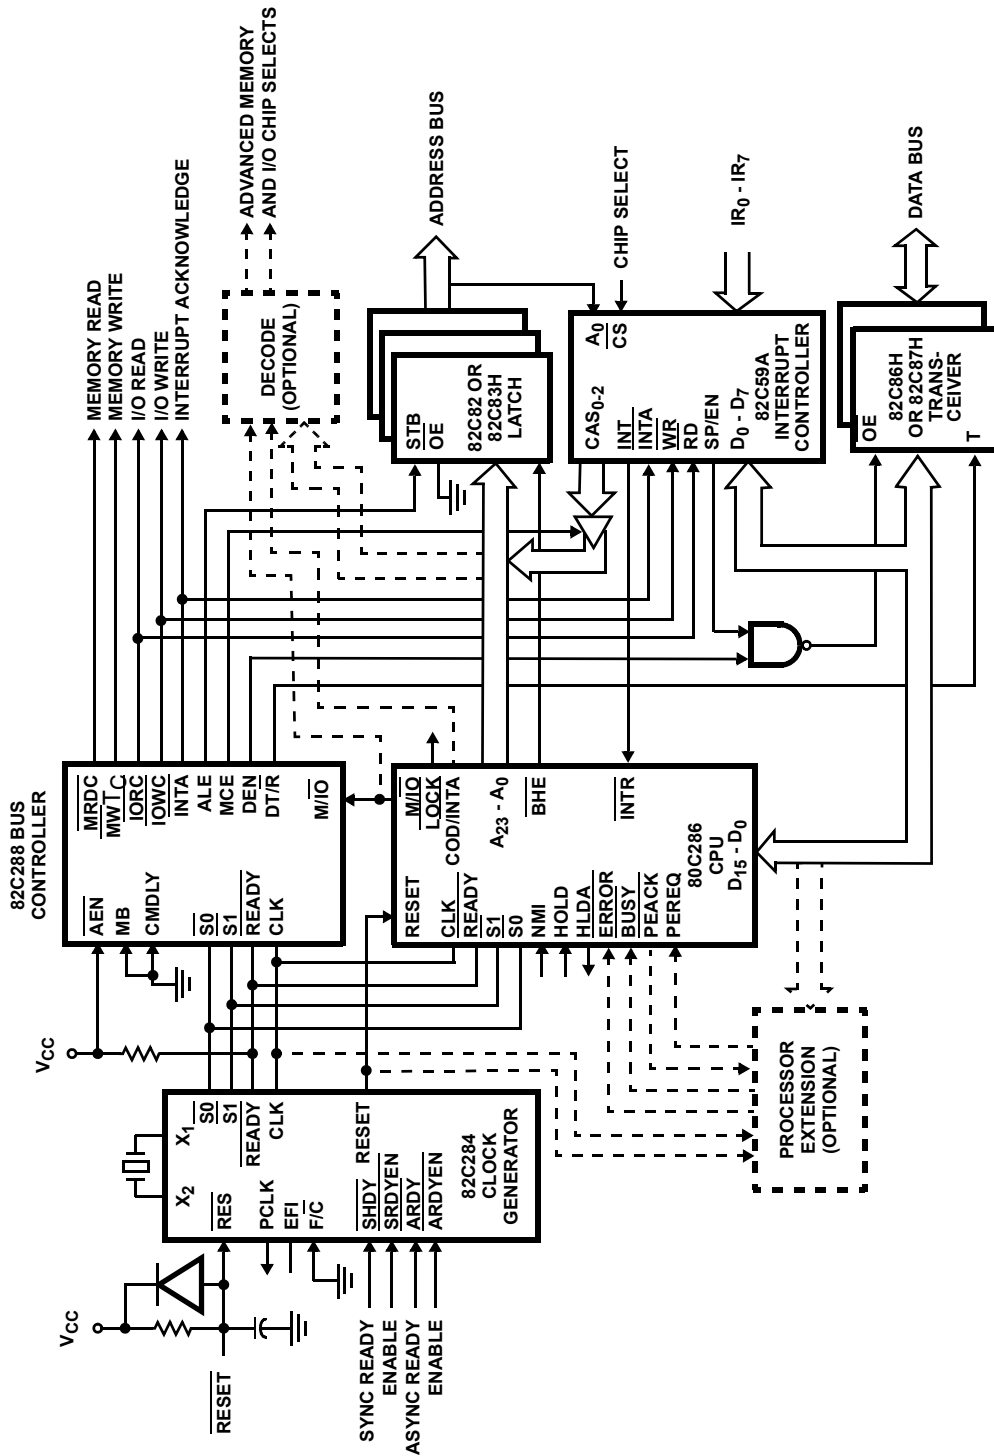 MEMORY READ
MEMORY WRITE
I/O READ
I/O WRITE
INTERRUPT ACKNOWLEDGE
ADVANCED MEMORY
AND I/O CHIP SELECTS
DECODE
(OPTIONAL)
ADDRESS BUS
STB
OE
82C82 OR
82C83H
LATCH
CHIP SELECT
IR0 - IR7
A0
CS
CAS0-2
INT
INTA
WR
RD
SP/EN
D0 - D7
82C59A
INTERRUPT
CONTROLLER
DATA BUS
OE
82C86H
OR 82C87H
TRANS-
CEIVER
T
82C288 BUS
CONTROLLER
MRDC
MWTC
IORC
IOWC
INTA
ALE
MCE
DEN
DT/R
M/IO
AEN
MB
CMDLY
S0
S1
READY
CLK
M/IO
LOCK
COD/INTA
A23 - A0
BHE
INTR
80C286
CPU
D15 - D0
RESET
CLK
READY
S1
S0
NMI
HOLD
HLDA
ERROR
BUSY
PEACK
PEREQ
PROCESSOR
EXTENSION
(OPTIONAL)
VCC
X1
X2
S0
S1
READY
CLK
RESET
RES
PCLK
EFI
F/C
SHDY
SRDYEN
ARDY
ARDYEN
82C284
CLOCK
GENERATOR
VCC
RESET
SYNC READY
ENABLE
ASYNC READY
ENABLE